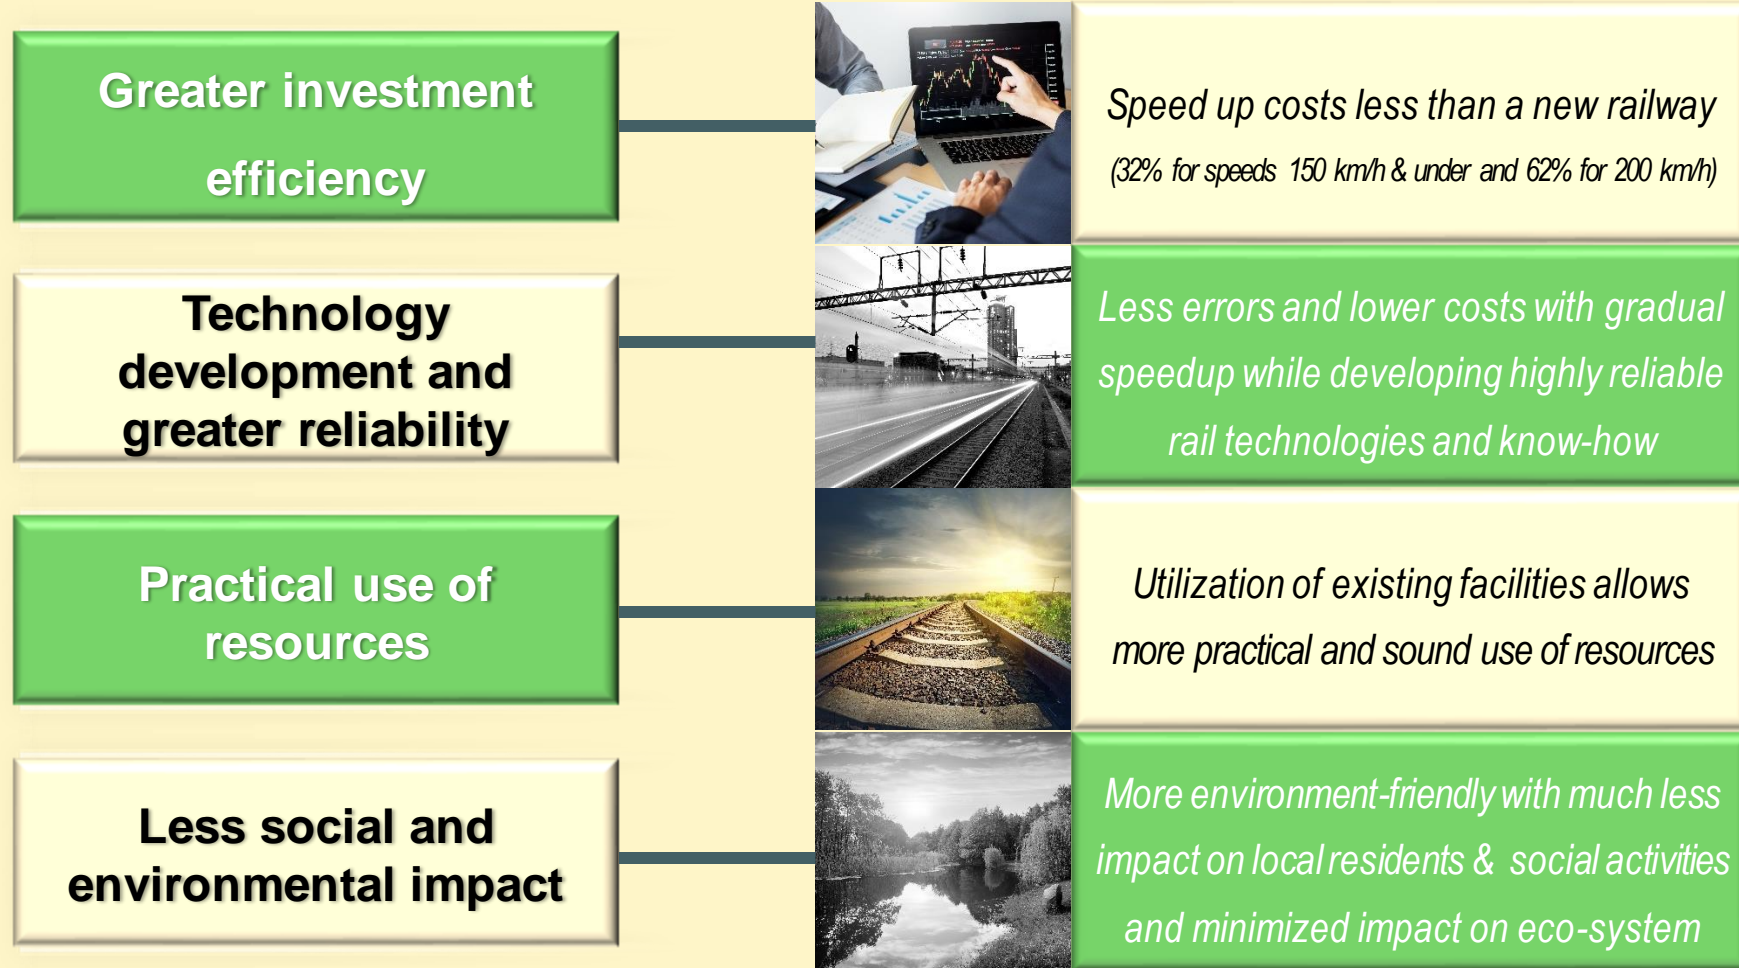 Greater investment
efficiency
Speed up costs less than a new railway
(32% for speeds 150 km/h & under and 62% for 200 km/h)
Technology
development and
greater reliability
Less errors and lower costs with gradual
speedup while developing highly reliable
rail technologies and know-how
Practical use of
resources
Utilization of existing facilities allows
more practical and sound use of resources
Less social and
environmental impact
More environment-friendly with much less
impact on local residents & social activities
and minimized impact on eco-system